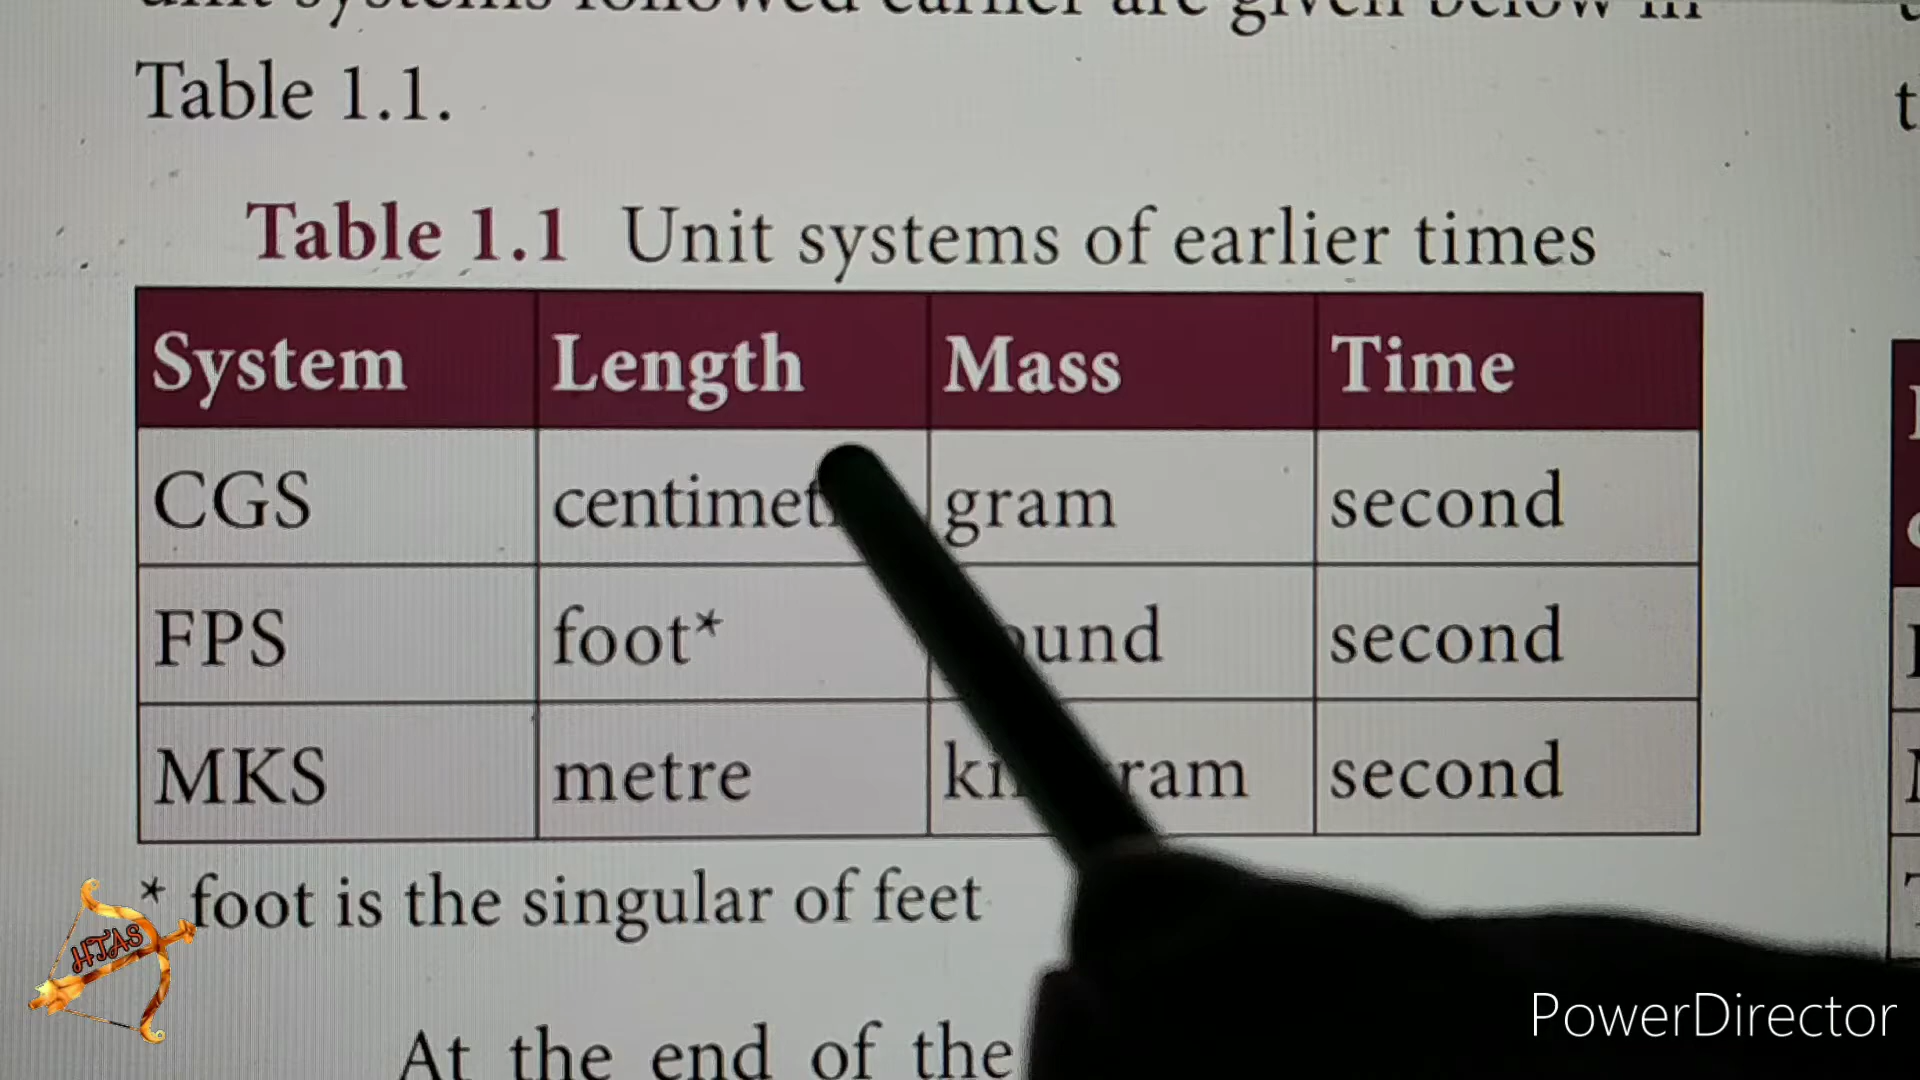 Table 1.1.
Table 1.1 Unit systems of earlier times
System Length Mass Time
CGS gram second
FPS foot* second
MKS metre second
* foot is the singular of feet
At the end of the
HTAS
PowerDirector